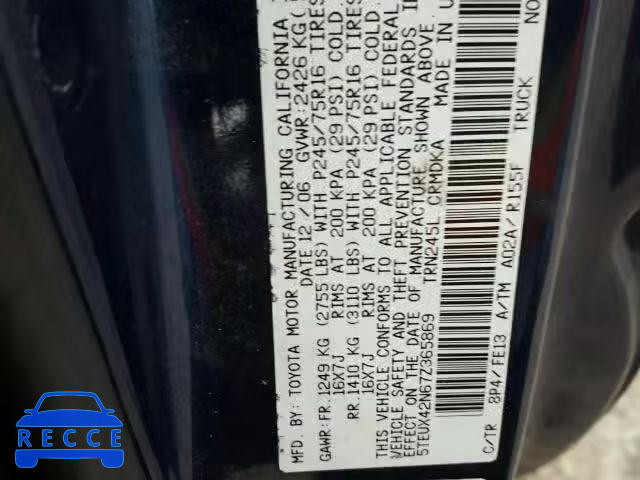 MFD. BY: TOYOTA MOTOR MANUFACTURING CALIFORNIA
DATE 12 / 06 GVWR: 2426 KG (
GAWR: FR. 1249 KG (2755 LBS) WITH P245/75R16 TIRES
16X7J RIMS AT 200 KPA (29 PSI) COLD
RR. 1410 KG (3110 LBS) WITH P245/75R16 TIRES
16X7J RIMS AT 200 KPA (29 PSI) COLD
THIS VEHICLE CONFORMS TO ALL APPLICABLE FEDERAL
VEHICLE SAFETY AND THEFT PREVENTION STANDARDS
EFFECT ON THE DATE OF MANUFACTURE SHOWN ABOVE.
5TEUX42N67Z365869 TRN245L-CRMDKA MADE IN U
C/TR 8P4 / FE13 A/TM A02A / R155F TRUCK NO
RECCE